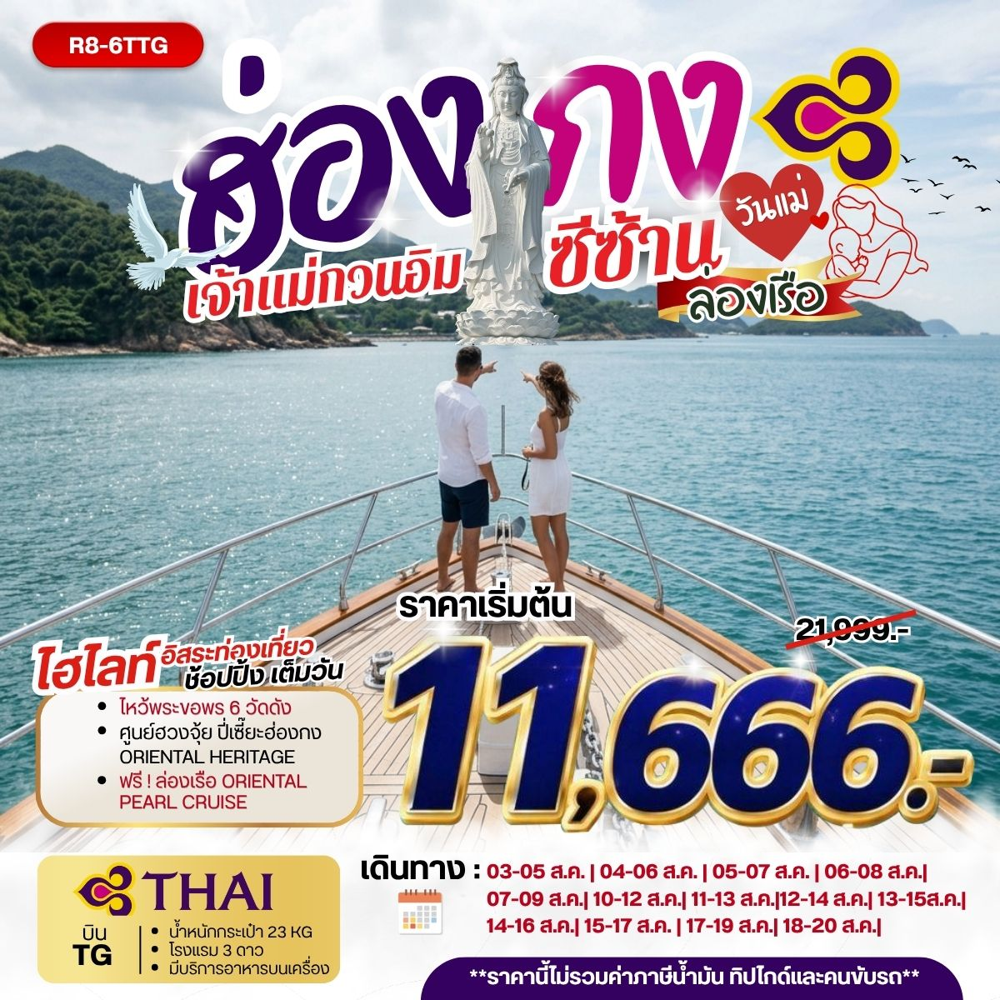 R8-6TTG
ฮ่องกง
วันแม่
เจ้าแม่กวนอิม ซีซ้าน
ล่องเรือ
ราคาเริ่มต้น
21,999.-
11,666.-
ไฮไลท์ อิสระท่องเที่ยว
ช้อปปิ้ง เต็มวัน
• ไหว้พระขอพร 6 วัดดัง
• ศูนย์ฮวงจุ้ย ปี่เซี๊ยะฮ่องกง
ORIENTAL HERITAGE
• ฟรี ! ล่องเรือ ORIENTAL
PEARL CRUISE
THAI
บิน
TG
• น้ำหนักกระเป๋า 23 KG
• โรงแรม 3 ดาว
• มีบริการอาหารบนเครื่อง
เดินทาง : 03-05 ส.ค. | 04-06 ส.ค. | 05-07 ส.ค. | 06-08 ส.ค.|
07-09 ส.ค.| 10-12 ส.ค.| 11-13 ส.ค.|12-14 ส.ค.| 13-15ส.ค.|
14-16 ส.ค.| 15-17 ส.ค. | 17-19 ส.ค.| 18-20 ส.ค.|
**ราคานี้ไม่รวมค่าภาษีน้ำมัน ทิปไกด์และคนขับรถ**